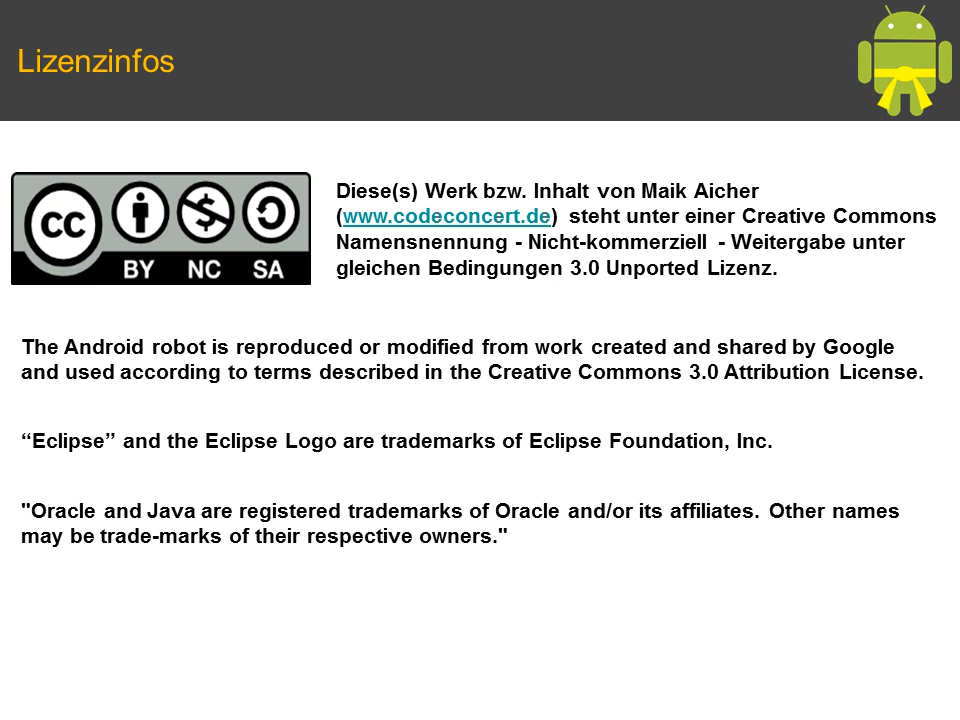 Lizenzinfos
cc
BY NC SA
Diese(s) Werk bzw. Inhalt von Maik Aicher
(www.codeconcert.de) steht unter einer Creative Commons
Namensnennung - Nicht-kommerziell - Weitergabe unter
gleichen Bedingungen 3.0 Unported Lizenz.
The Android robot is reproduced or modified from work created and shared by Google
and used according to terms described in the Creative Commons 3.0 Attribution License.
“Eclipse” and the Eclipse Logo are trademarks of Eclipse Foundation, Inc.
"Oracle and Java are registered trademarks of Oracle and/or its affiliates. Other names
may be trade-marks of their respective owners."